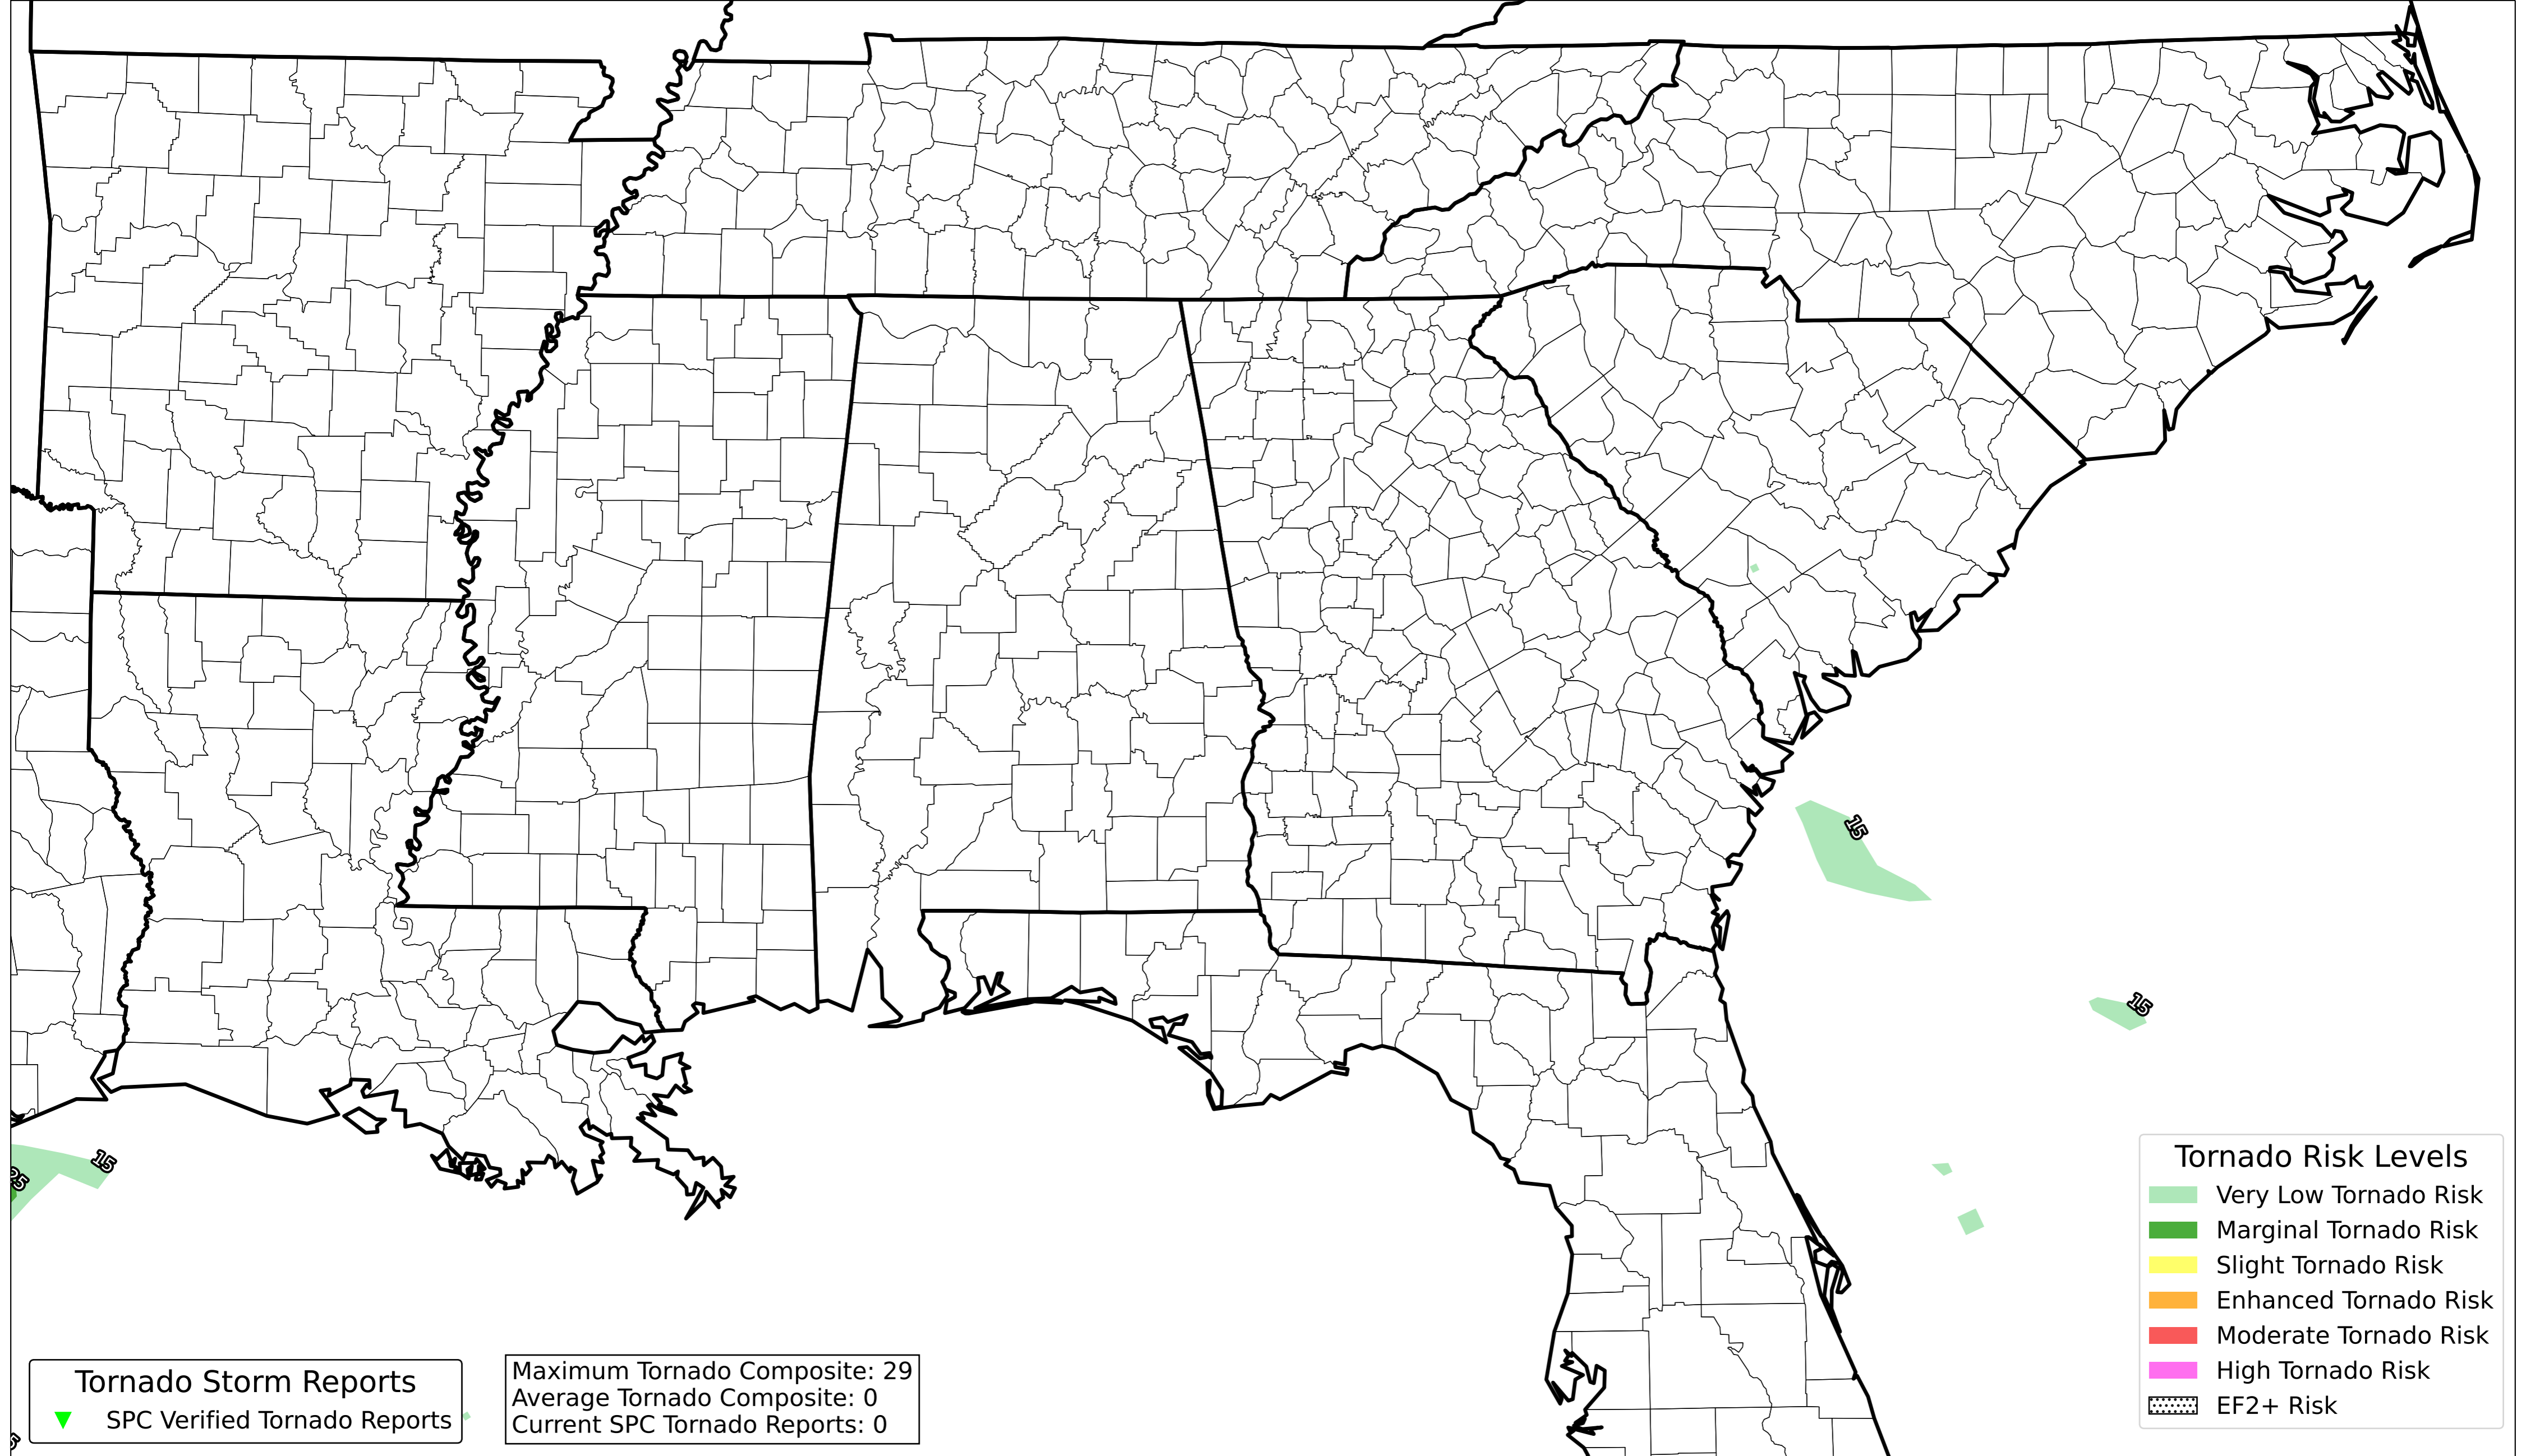 15
15
15
25
Tornado Risk Levels
Very Low Tornado Risk
Marginal Tornado Risk
Slight Tornado Risk
Enhanced Tornado Risk
Moderate Tornado Risk
High Tornado Risk
EF2+ Risk
Tornado Storm Reports
SPC Verified Tornado Reports
Maximum Tornado Composite: 29
Average Tornado Composite: 0
Current SPC Tornado Reports: 0